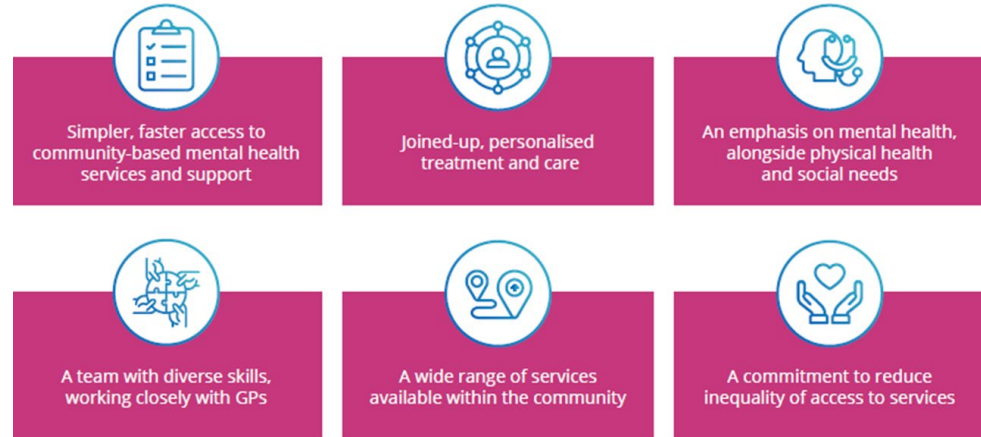 Simpler, faster access to
community-based mental health
services and support
Joined-up, personalised
treatment and care
An emphasis on mental health,
alongside physical health
and social needs
A team with diverse skills,
working closely with GPs
A wide range of services
available within the community
A commitment to reduce
inequality of access to services